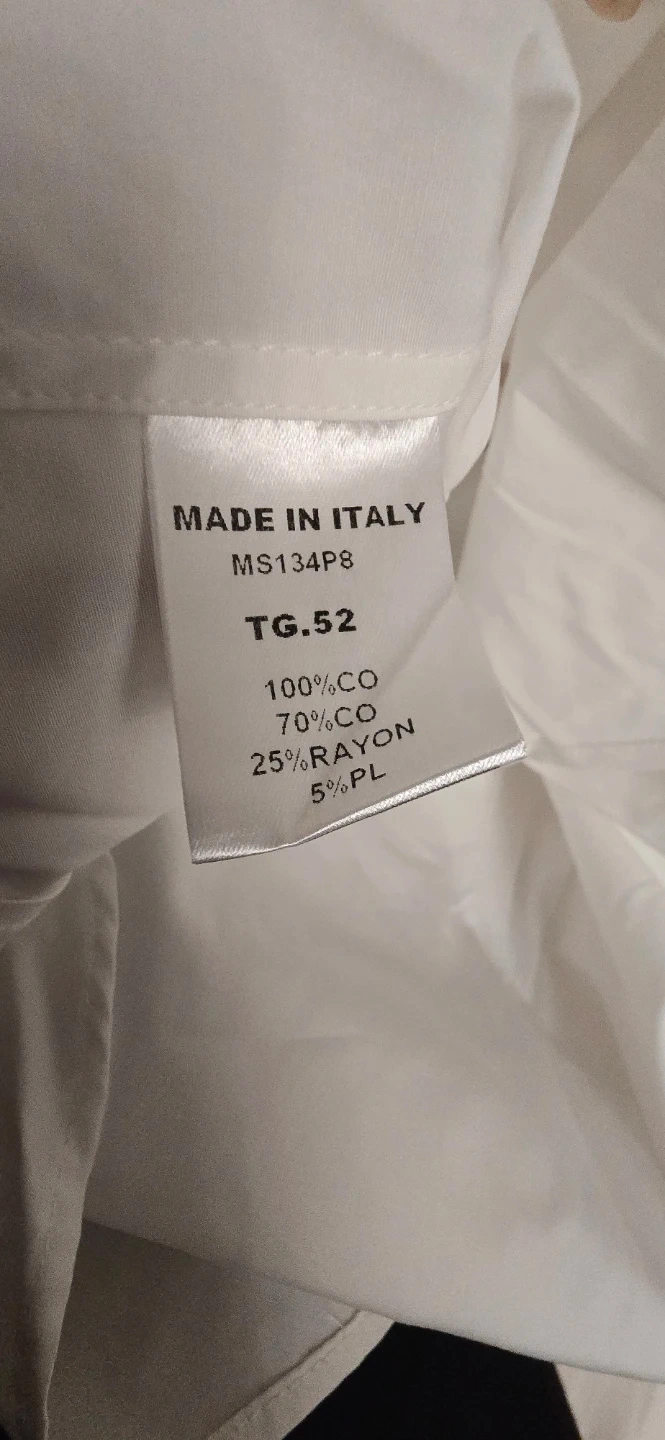 MADE IN ITALY
MS134P8
TG.52
100%CO
70%CO
25%RAYON
5%PL